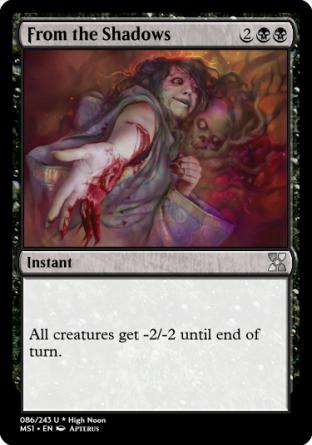 From the Shadows 2
Instant
All creatures get -2/-2 until end of
turn.
086/243 U * High Noon
MS1 • EN Apterus